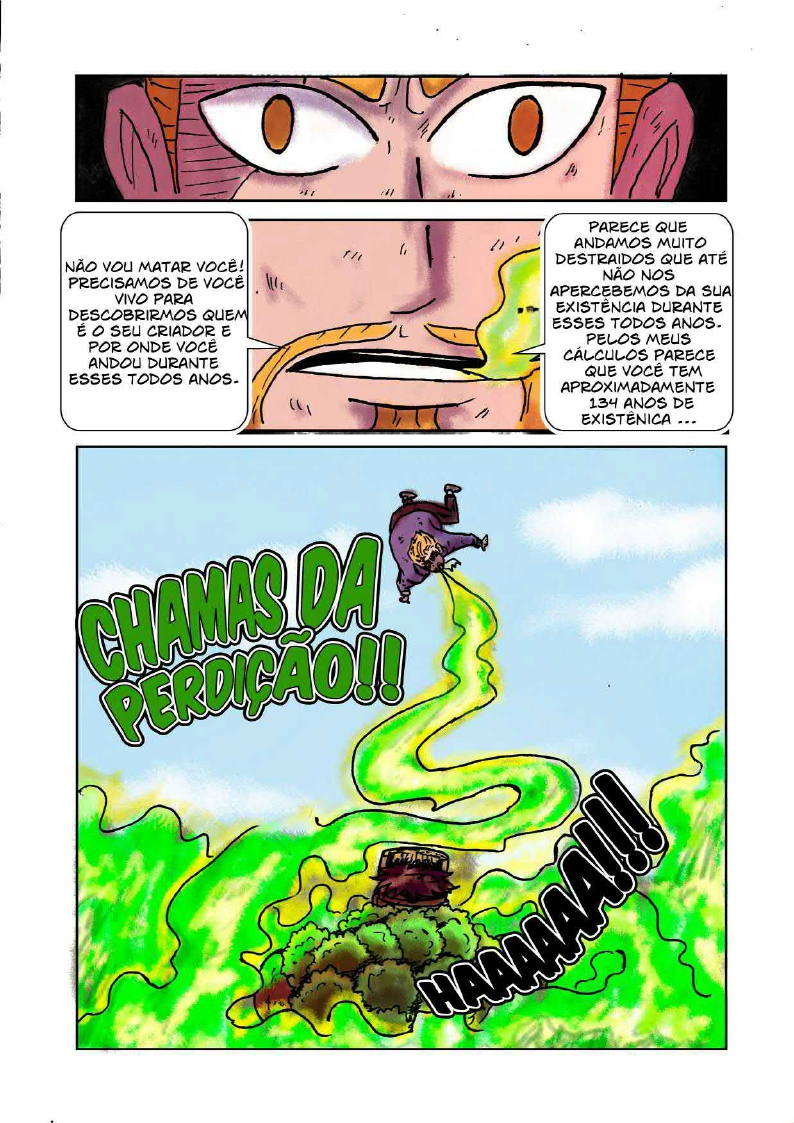 NÃO VOU MATAR VOCÊ!
PRECISAMOS DE VOCÊ
VIVO PARA
DESCOBRIRMOS QUEM
É O SEU CRIADOR E
POR ONDE VOCÊ
ANDOU DURANTE
ESSES TODOS ANOS.
PARECE QUE
ANDAMOS MUITO
DESTRAIDOS QUE ATÉ
NÃO NOS
APERCEBEMOS DA SUA
EXISTÊNCIA DURANTE
ESSES TODOS ANOS.
PELOS MEUS
CÁLCULOS PARECE
QUE VOCÊ TEM
APROXIMADAMENTE
134 ANOS DE
EXISTÊNICA ...
CHAMAS DA
PERDIÇÃO!!
HAAAAAAA!!!!